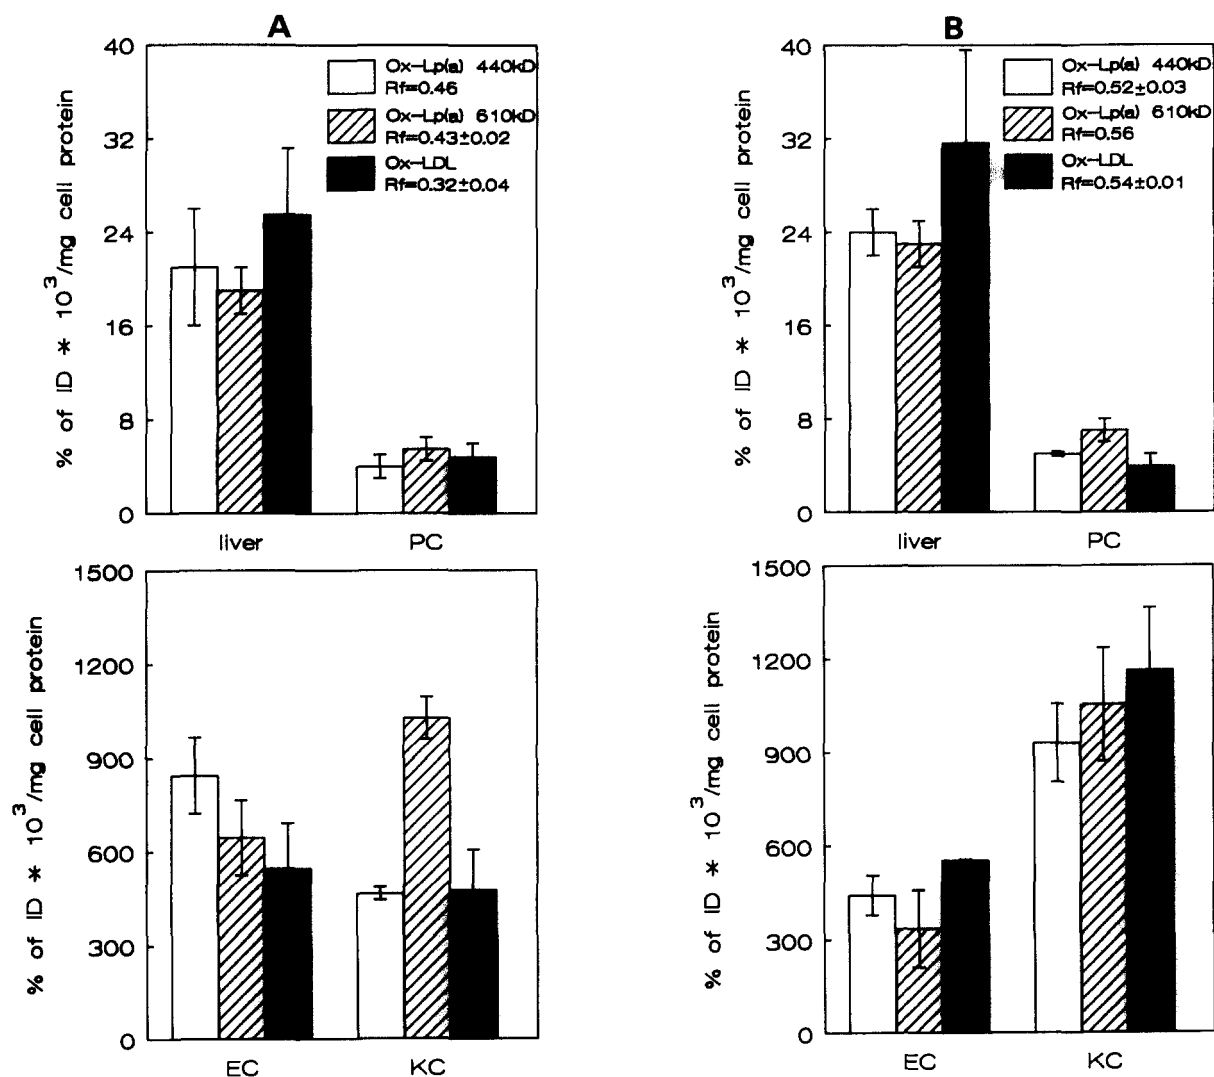 A
40
32
24
16
8
0
% of ID * 10³/mg cell protein
Ox-Lp(a) 440kD
Rf=0.46
Ox-Lp(a) 610kD
Rf=0.43±0.02
Ox-LDL
Rf=0.32±0.04
liver PC
1500
1200
900
600
300
0
% of ID * 10³/mg cell protein
EC KC
B
40
32
24
16
8
0
% of ID * 10³/mg cell protein
Ox-Lp(a) 440kD
Rf=0.52±0.03
Ox-Lp(a) 610kD
Rf=0.56
Ox-LDL
Rf=0.54±0.01
liver PC
1500
1200
900
600
300
0
% of ID * 10³/mg cell protein
EC KC